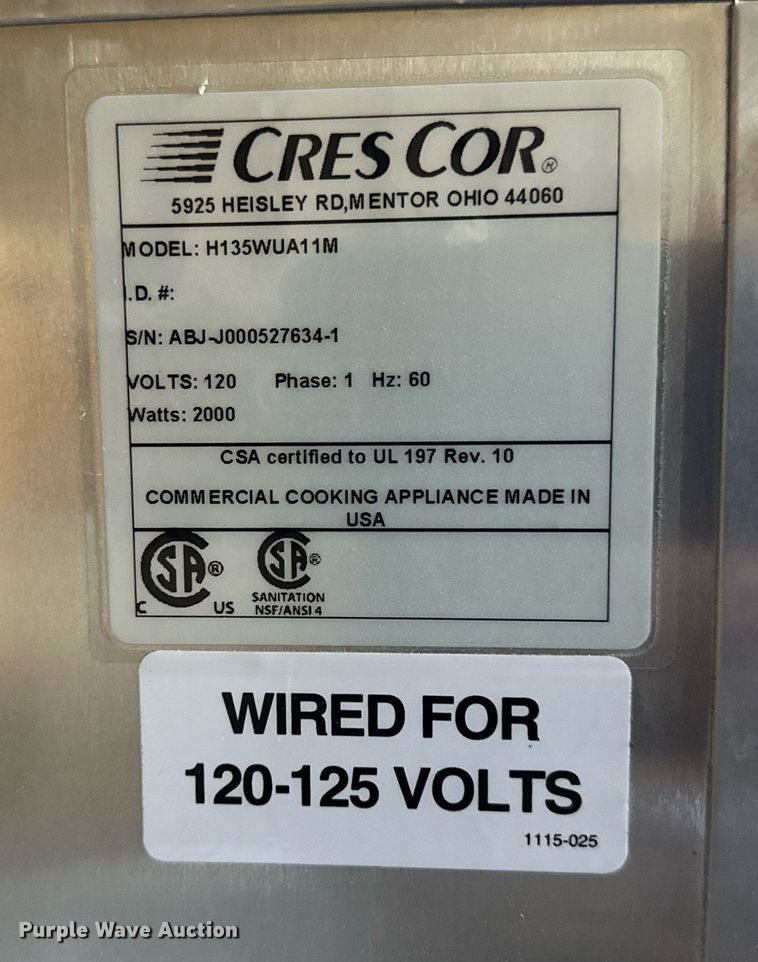 CRES COR®
5925 HEISLEY RD,MENTOR OHIO 44060
MODEL: H135WUA11M
I.D. #:
S/N: ABJ-J000527634-1
VOLTS: 120 Phase: 1 Hz: 60
Watts: 2000
CSA certified to UL 197 Rev. 10
COMMERCIAL COOKING APPLIANCE MADE IN
USA
SA® SA®
C US
SANITATION
NSF/ANSI 4
WIRED FOR
120-125 VOLTS
1115-025
Purple Wave Auction